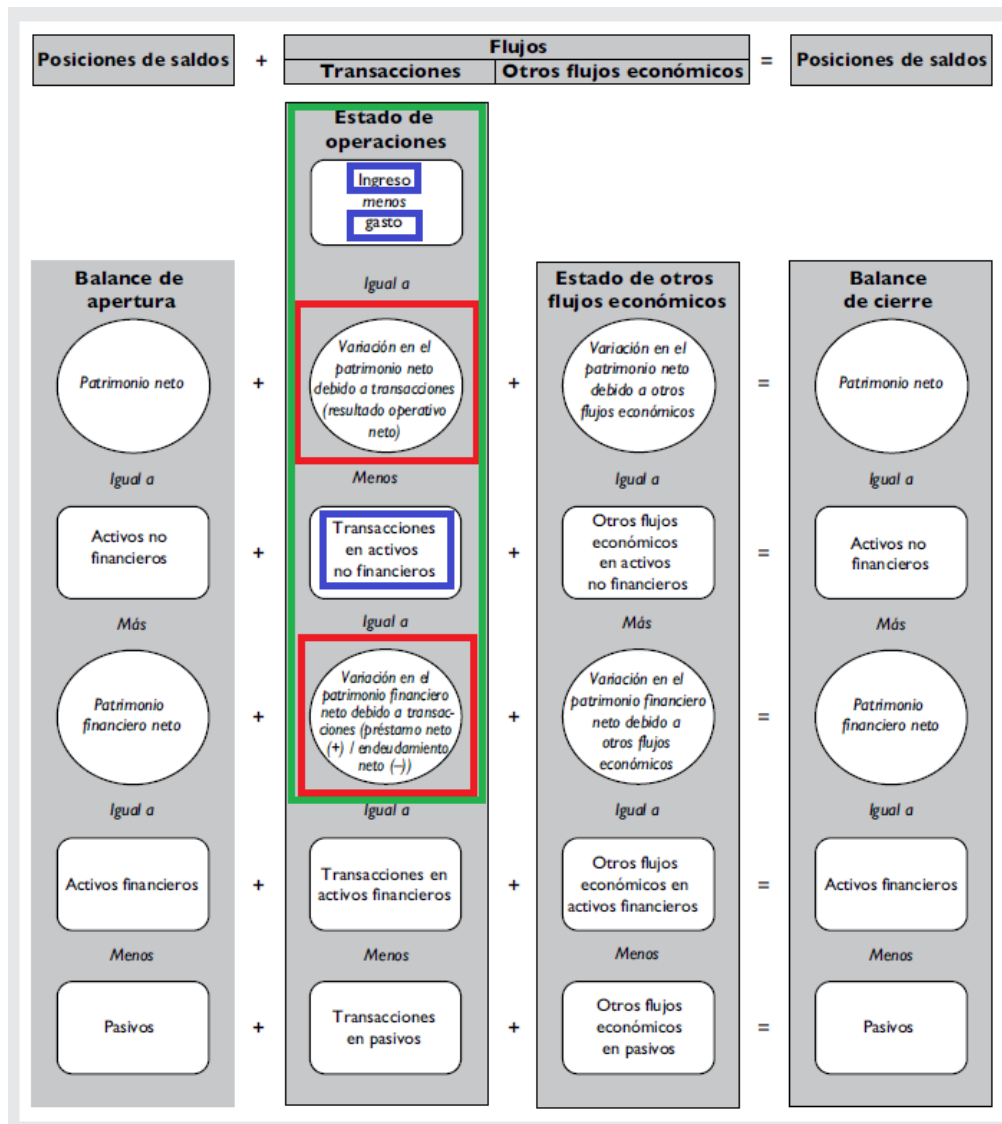 Posiciones de saldos
+
Flujos
Transacciones
Otros flujos económicos
=
Posiciones de saldos
Estado de
operaciones
Ingreso
menos
gasto
Igual a
Balance de
apertura
Estado de otros
flujos económicos
Balance
de cierre
Patrimonio neto
+
Variación en el
patrimonio neto
debido a transacciones
(resultado operativo
neto)
+
Variación en el
patrimonio neto
debido a otros
flujos económicos
=
Patrimonio neto
Igual a
Menos
Igual a
Igual a
Activos no
financieros
+
Transacciones
en activos
no financieros
+
Otros flujos
económicos
en activos
no financieros
=
Activos no
financieros
Más
Igual a
Más
Más
Patrimonio
financiero neto
+
Variación en el
patrimonio financiero
neto debido a transac-
ciones (préstamo neto
(+) / endeudamiento
neto (–))
+
Variación en el
patrimonio financiero
neto debido a
otros flujos
económicos
=
Patrimonio
financiero neto
Igual a
Igual a
Igual a
Igual a
Activos financieros
+
Transacciones en
activos financieros
+
Otros flujos
económicos en
activos financieros
=
Activos financieros
Menos
Menos
Menos
Menos
Pasivos
+
Transacciones
en pasivos
+
Otros flujos
económicos
en pasivos
=
Pasivos